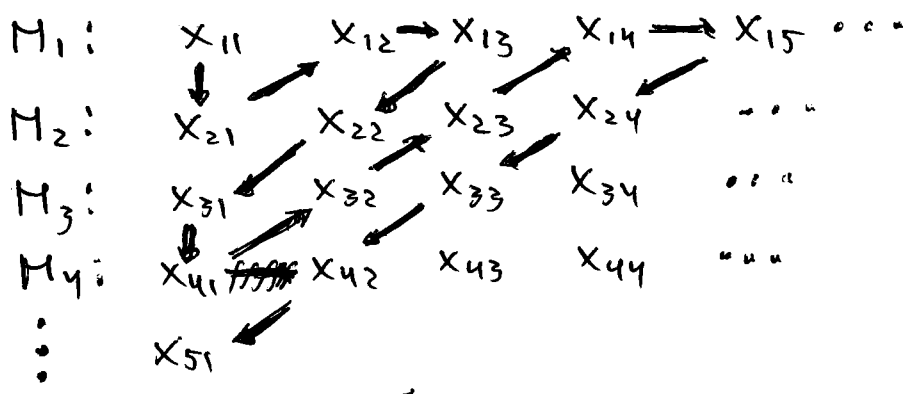 M₁: x₁₁ x₁₂ → x₁₃ x₁₄ → x₁₅ ...
M₂: x₂₁ x₂₂ x₂₃ x₂₄ ...
M₃: x₃₁ x₃₂ x₃₃ x₃₄ ...
M₄: x₄₁ x₄₂ x₄₃ x₄₄ ...
⋮ x₅₁